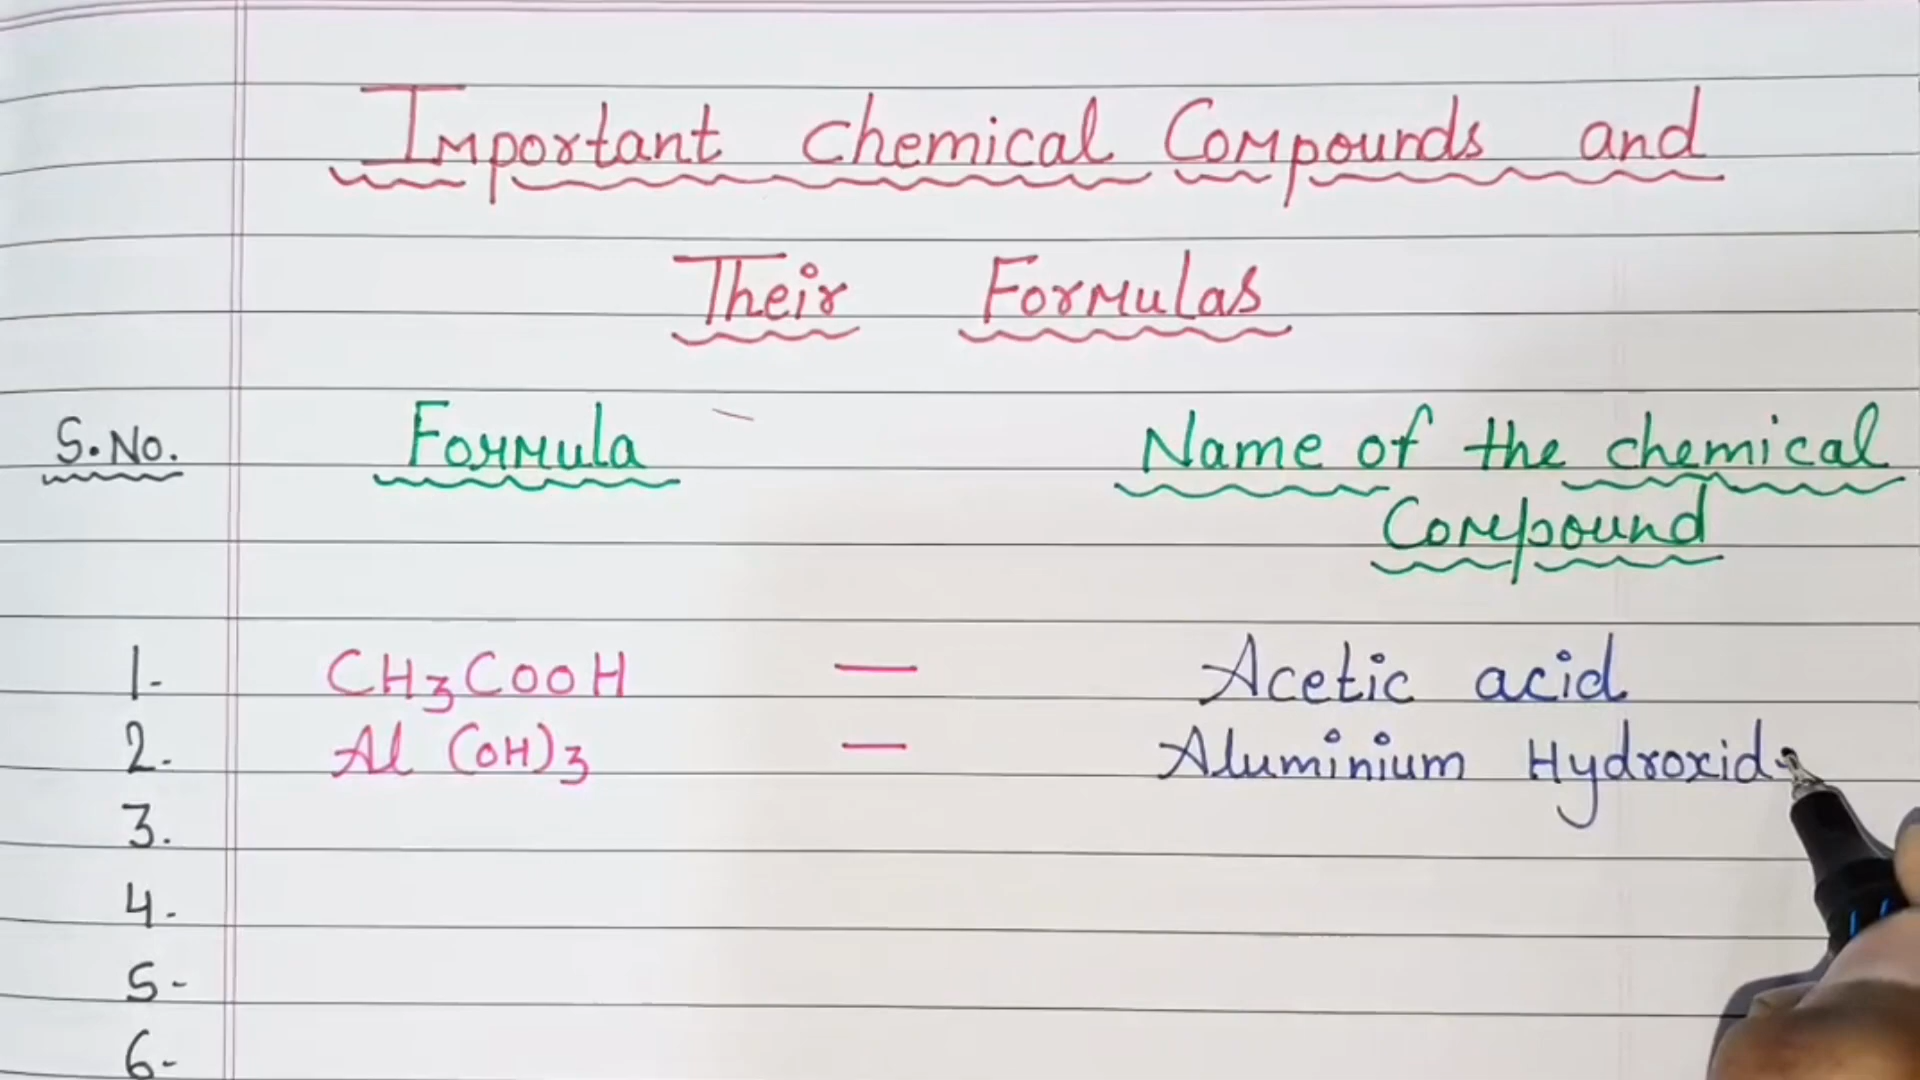 Important Chemical Compounds and
Their Formulas
S.No. Formula Name of the chemical
Compound
1. CH3COOH — Acetic acid
2. Al (OH)3 — Aluminium Hydroxid
3.
4.
5.
6.